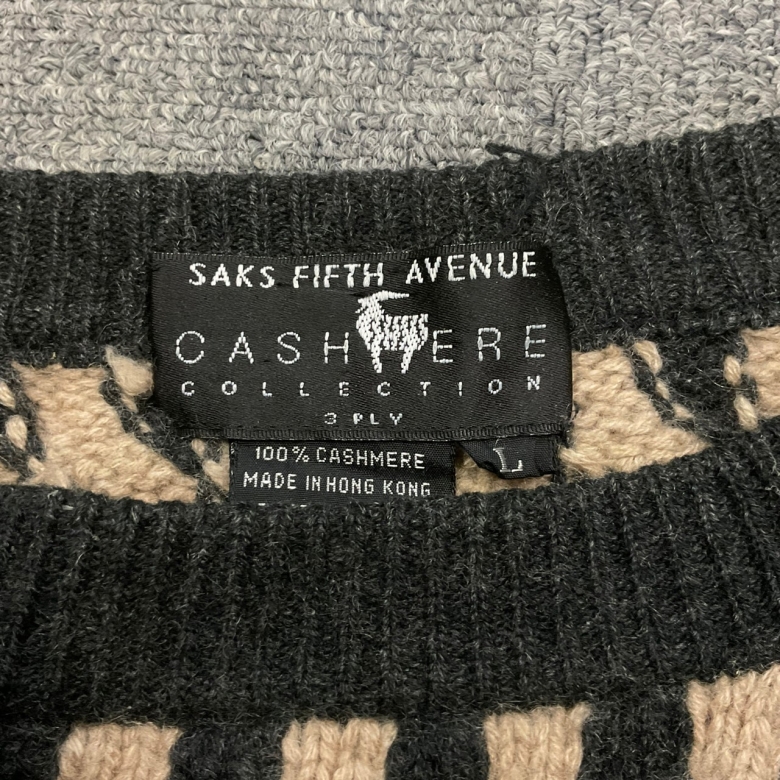 SAKS FIFTH AVENUE
CASHMERE
COLLECTION
3 PLY
100% CASHMERE
MADE IN HONG KONG
L